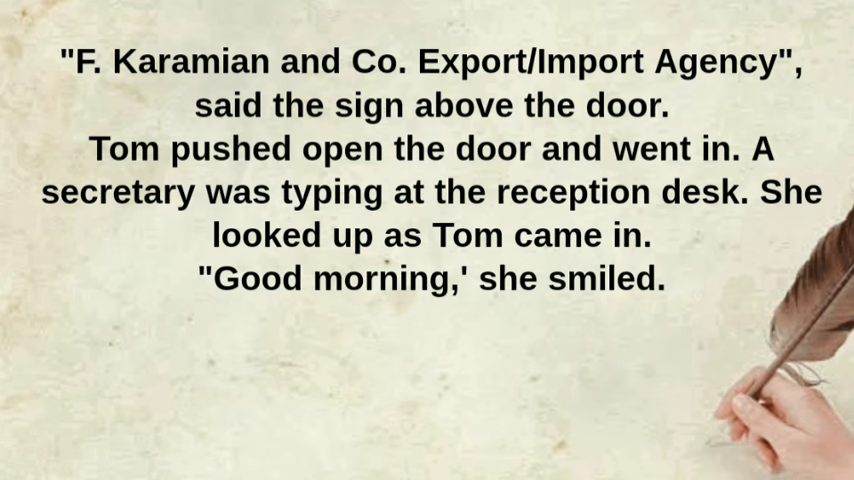 "F. Karamian and Co. Export/Import Agency",
said the sign above the door.
Tom pushed open the door and went in. A
secretary was typing at the reception desk. She
looked up as Tom came in.
"Good morning,' she smiled.